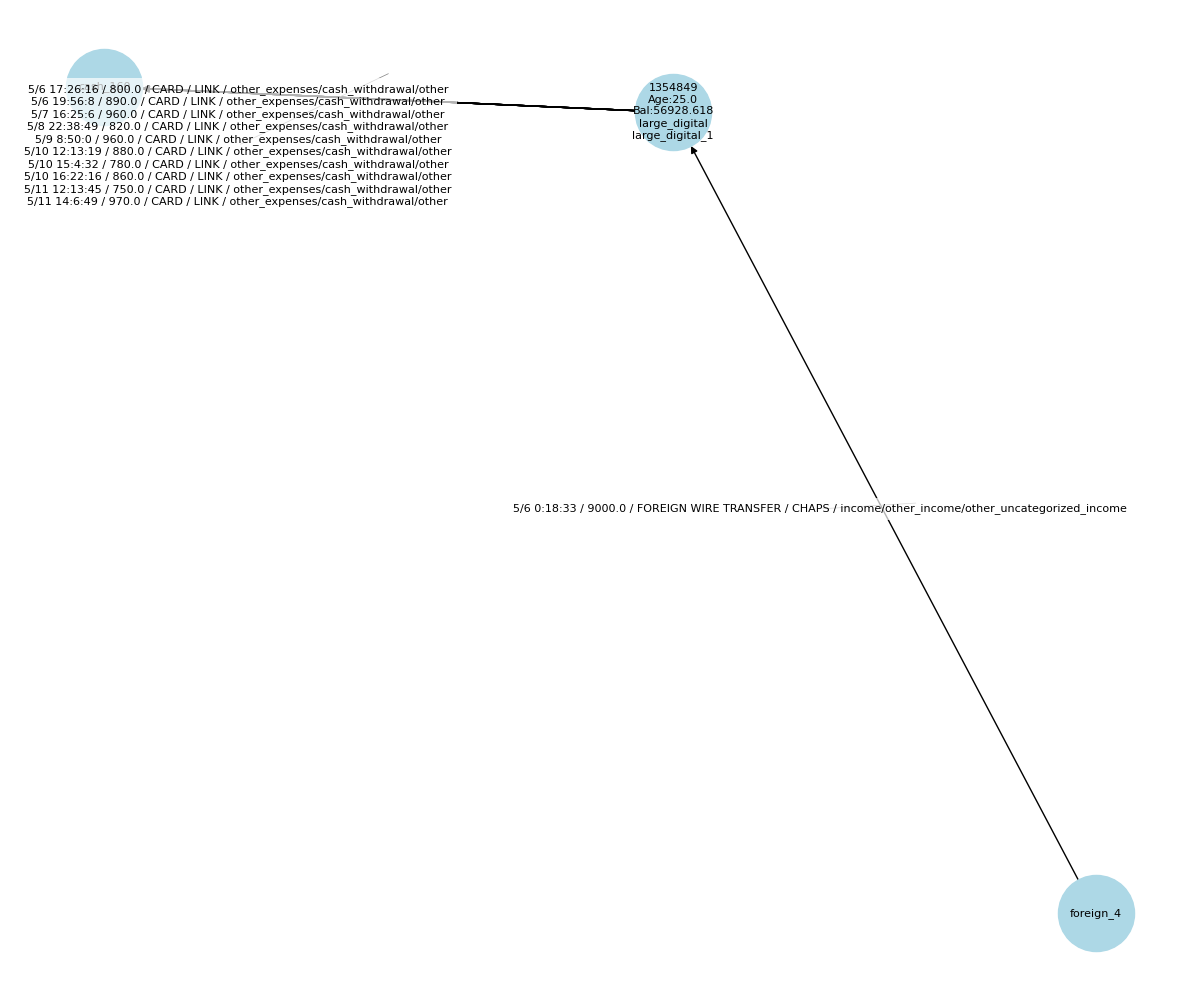 5/6 17:26:16 / 800.0 / CARD / LINK / other_expenses/cash_withdrawal/other
5/6 19:56:8 / 890.0 / CARD / LINK / other_expenses/cash_withdrawal/other
5/7 16:25:6 / 960.0 / CARD / LINK / other_expenses/cash_withdrawal/other
5/8 22:38:49 / 820.0 / CARD / LINK / other_expenses/cash_withdrawal/other
5/9 8:50:0 / 960.0 / CARD / LINK / other_expenses/cash_withdrawal/other
5/10 12:13:19 / 880.0 / CARD / LINK / other_expenses/cash_withdrawal/other
5/10 15:4:32 / 780.0 / CARD / LINK / other_expenses/cash_withdrawal/other
5/10 16:22:16 / 860.0 / CARD / LINK / other_expenses/cash_withdrawal/other
5/11 12:13:45 / 750.0 / CARD / LINK / other_expenses/cash_withdrawal/other
5/11 14:6:49 / 970.0 / CARD / LINK / other_expenses/cash_withdrawal/other
1354849
Age:25.0
Bal:56928.618
large_digital
large_digital_1
5/6 0:18:33 / 9000.0 / FOREIGN WIRE TRANSFER / CHAPS / income/other_income/other_uncategorized_income
foreign_4